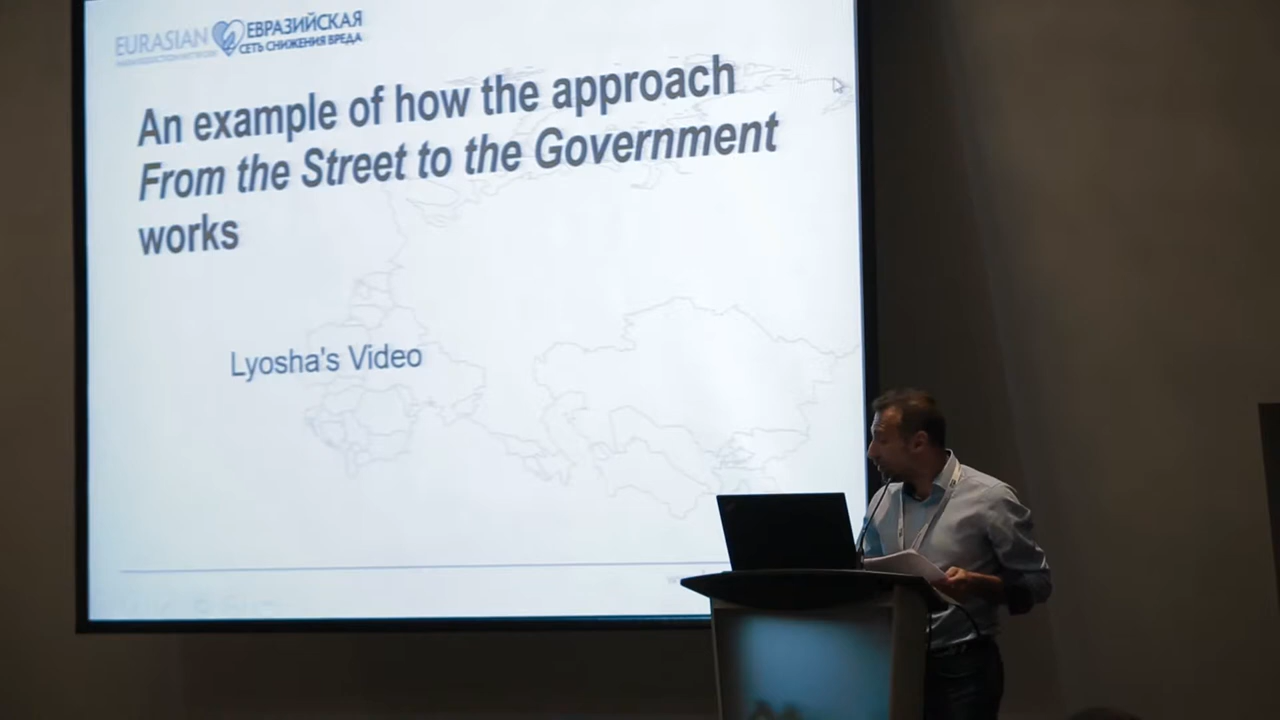 EURASIAN
ЕВРАЗИЙСКАЯ
СЕТЬ СНИЖЕНИЯ ВРЕДА
An example of how the approach
From the Street to the Government
works
Lyosha's Video